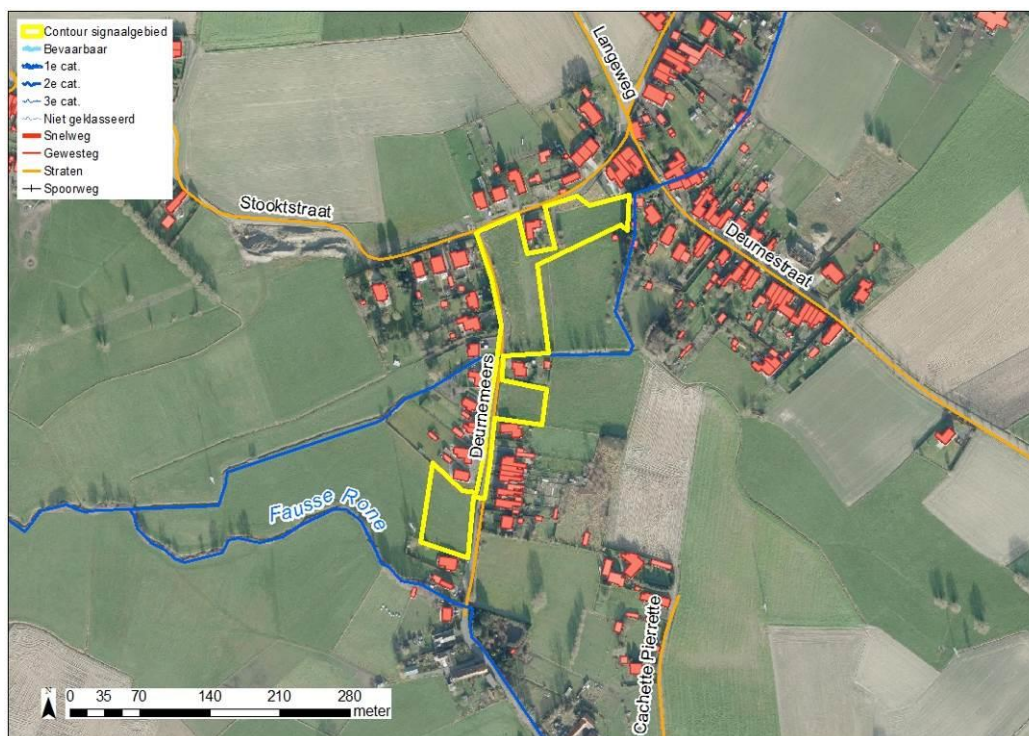 Contour signaalgebied
Bevaarbaar
1e cat.
2e cat.
3e cat.
Niet geklasseerd
Snelweg
Gewesteg
Straten
Spoorweg
Langeweg
Stooktstraat
Deurnestraat
Deurnemeers
Fausse Rone
Cachette Pierrette
N
0 35 70 140 210 280
meter